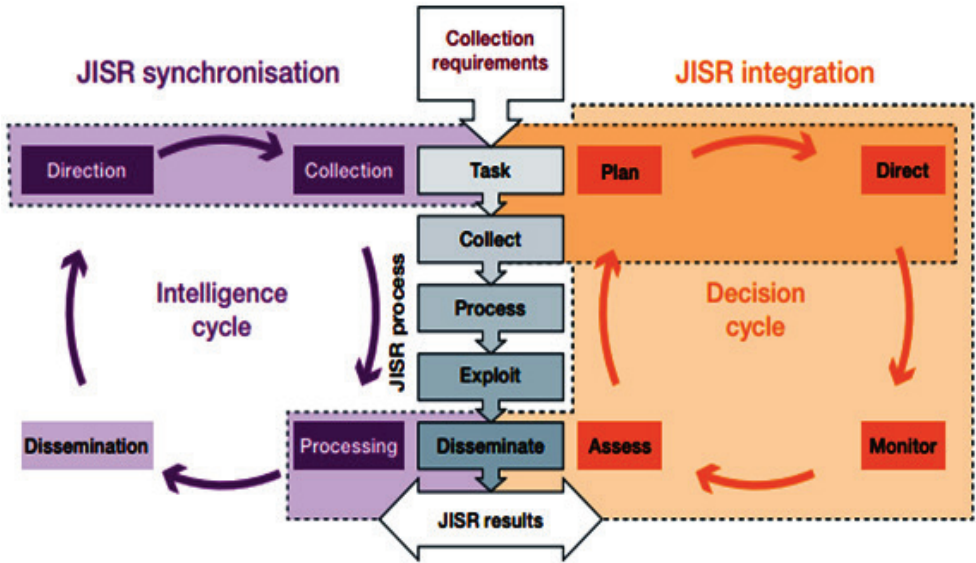 Collection
requirements
JISR synchronisation
JISR integration
Direction
Collection
Task
Plan
Direct
Collect
Intelligence
cycle
JISR process
Process
Decision
cycle
Exploit
Dissemination
Processing
Disseminate
Assess
Monitor
JISR results